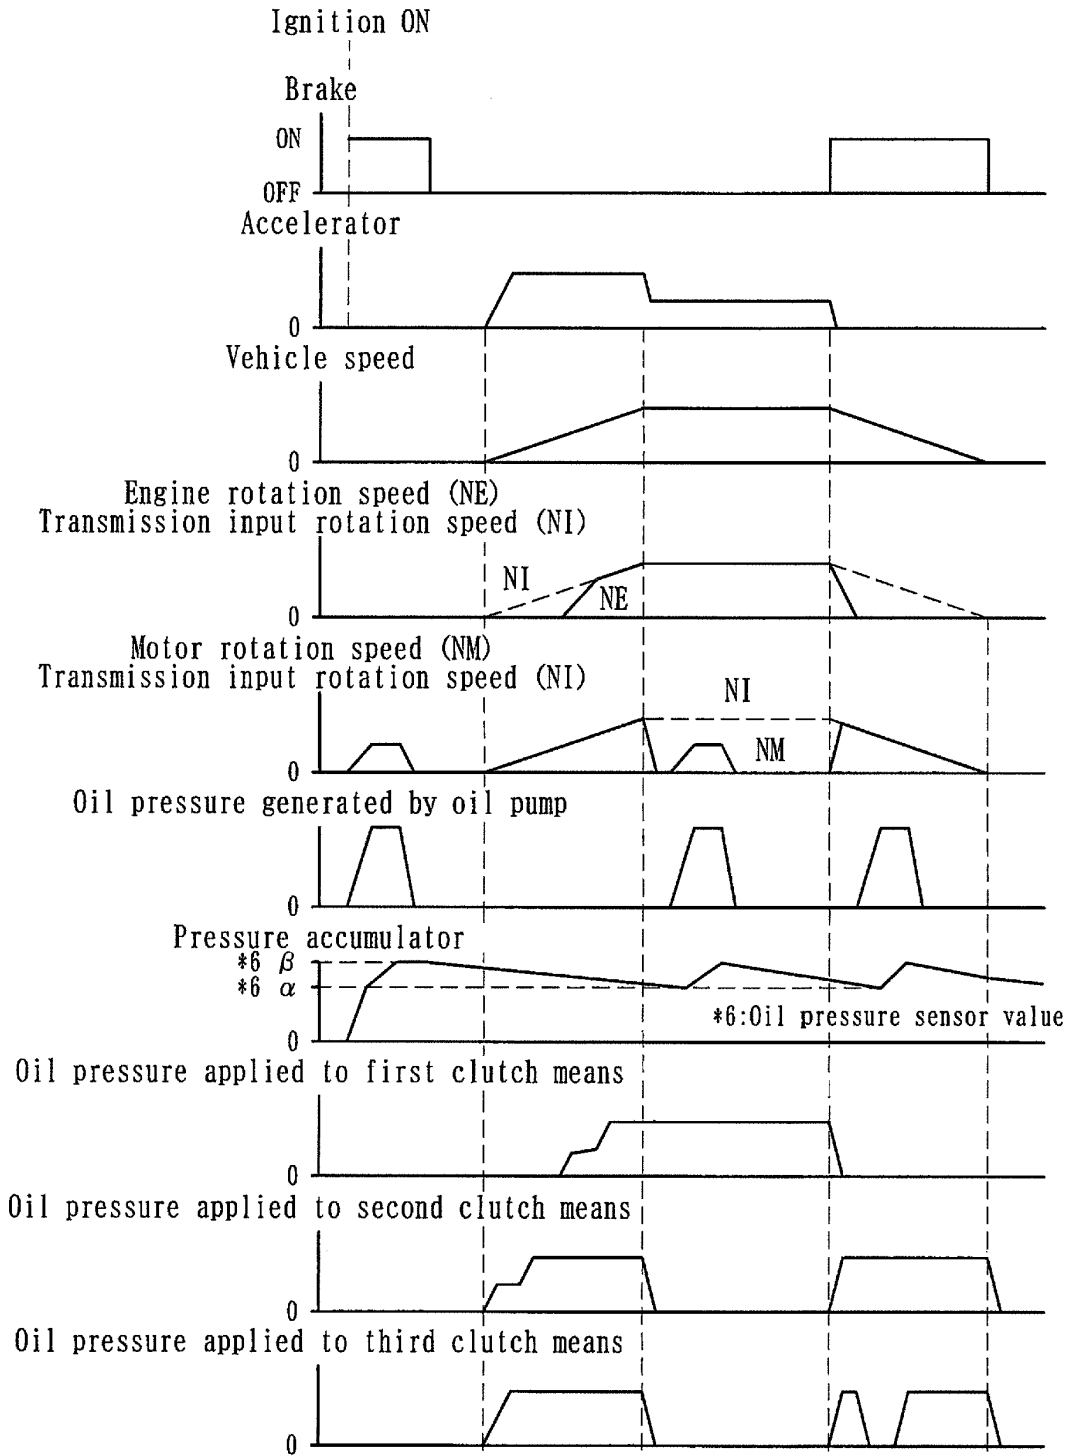 Ignition ON
Brake
ON
OFF
Accelerator
0
Vehicle speed
0
Engine rotation speed (NE)
Transmission input rotation speed (NI)
NI
NE
0
Motor rotation speed (NM)
Transmission input rotation speed (NI)
NI
NM
0
Oil pressure generated by oil pump
0
Pressure accumulator
*6 β
*6 α
*6:Oil pressure sensor value
0
Oil pressure applied to first clutch means
0
Oil pressure applied to second clutch means
0
Oil pressure applied to third clutch means
0